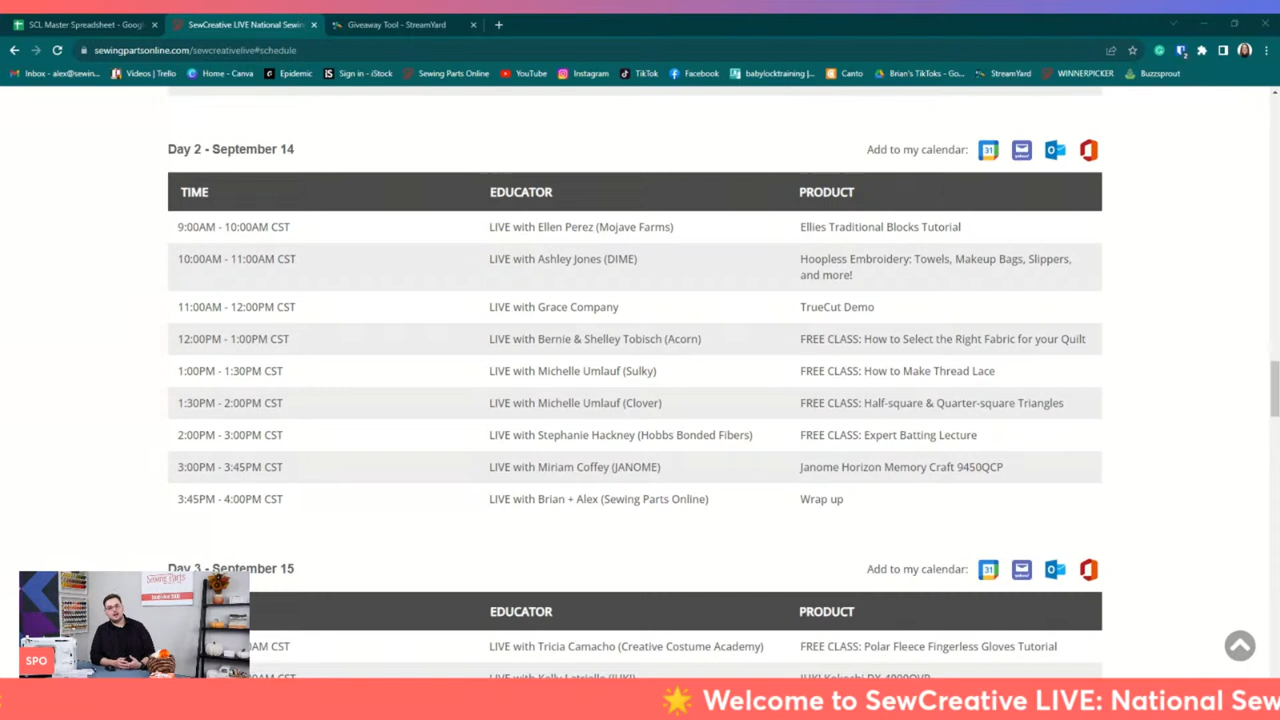 SCL Master Spreadsheet - Googl
SewCreative LIVE National Sewin
Giveaway Tool - StreamYard
sewingpartsonline.com/sewcreativelive#schedule
Inbox - alex@sewin...
Videos | Trello
Home - Canva
Epidemic
Sign in - iStock
Sewing Parts Online
YouTube
Instagram
TikTok
Facebook
babylocktraining |...
Canto
Brian's TikToks - Go...
StreamYard
WINNERPICKER
Buzzsprout
Day 2 - September 14
Add to my calendar:
TIME EDUCATOR PRODUCT
9:00AM - 10:00AM CST LIVE with Ellen Perez (Mojave Farms) Ellies Traditional Blocks Tutorial
10:00AM - 11:00AM CST LIVE with Ashley Jones (DIME) Hoopless Embroidery: Towels, Makeup Bags, Slippers,
and more!
11:00AM - 12:00PM CST LIVE with Grace Company TrueCut Demo
12:00PM - 1:00PM CST LIVE with Bernie & Shelley Tobisch (Acorn) FREE CLASS: How to Select the Right Fabric for your Quilt
1:00PM - 1:30PM CST LIVE with Michelle Umlauf (Sulky) FREE CLASS: How to Make Thread Lace
1:30PM - 2:00PM CST LIVE with Michelle Umlauf (Clover) FREE CLASS: Half-square & Quarter-square Triangles
2:00PM - 3:00PM CST LIVE with Stephanie Hackney (Hobbs Bonded Fibers) FREE CLASS: Expert Batting Lecture
3:00PM - 3:45PM CST LIVE with Miriam Coffey (JANOME) Janome Horizon Memory Craft 9450QCP
3:45PM - 4:00PM CST LIVE with Brian + Alex (Sewing Parts Online) Wrap up
Day 3 - September 15
Add to my calendar:
EDUCATOR PRODUCT
AM CST LIVE with Tricia Camacho (Creative Costume Academy) FREE CLASS: Polar Fleece Fingerless Gloves Tutorial
Sewing Parts
SPO
Welcome to SewCreative LIVE: National Sew